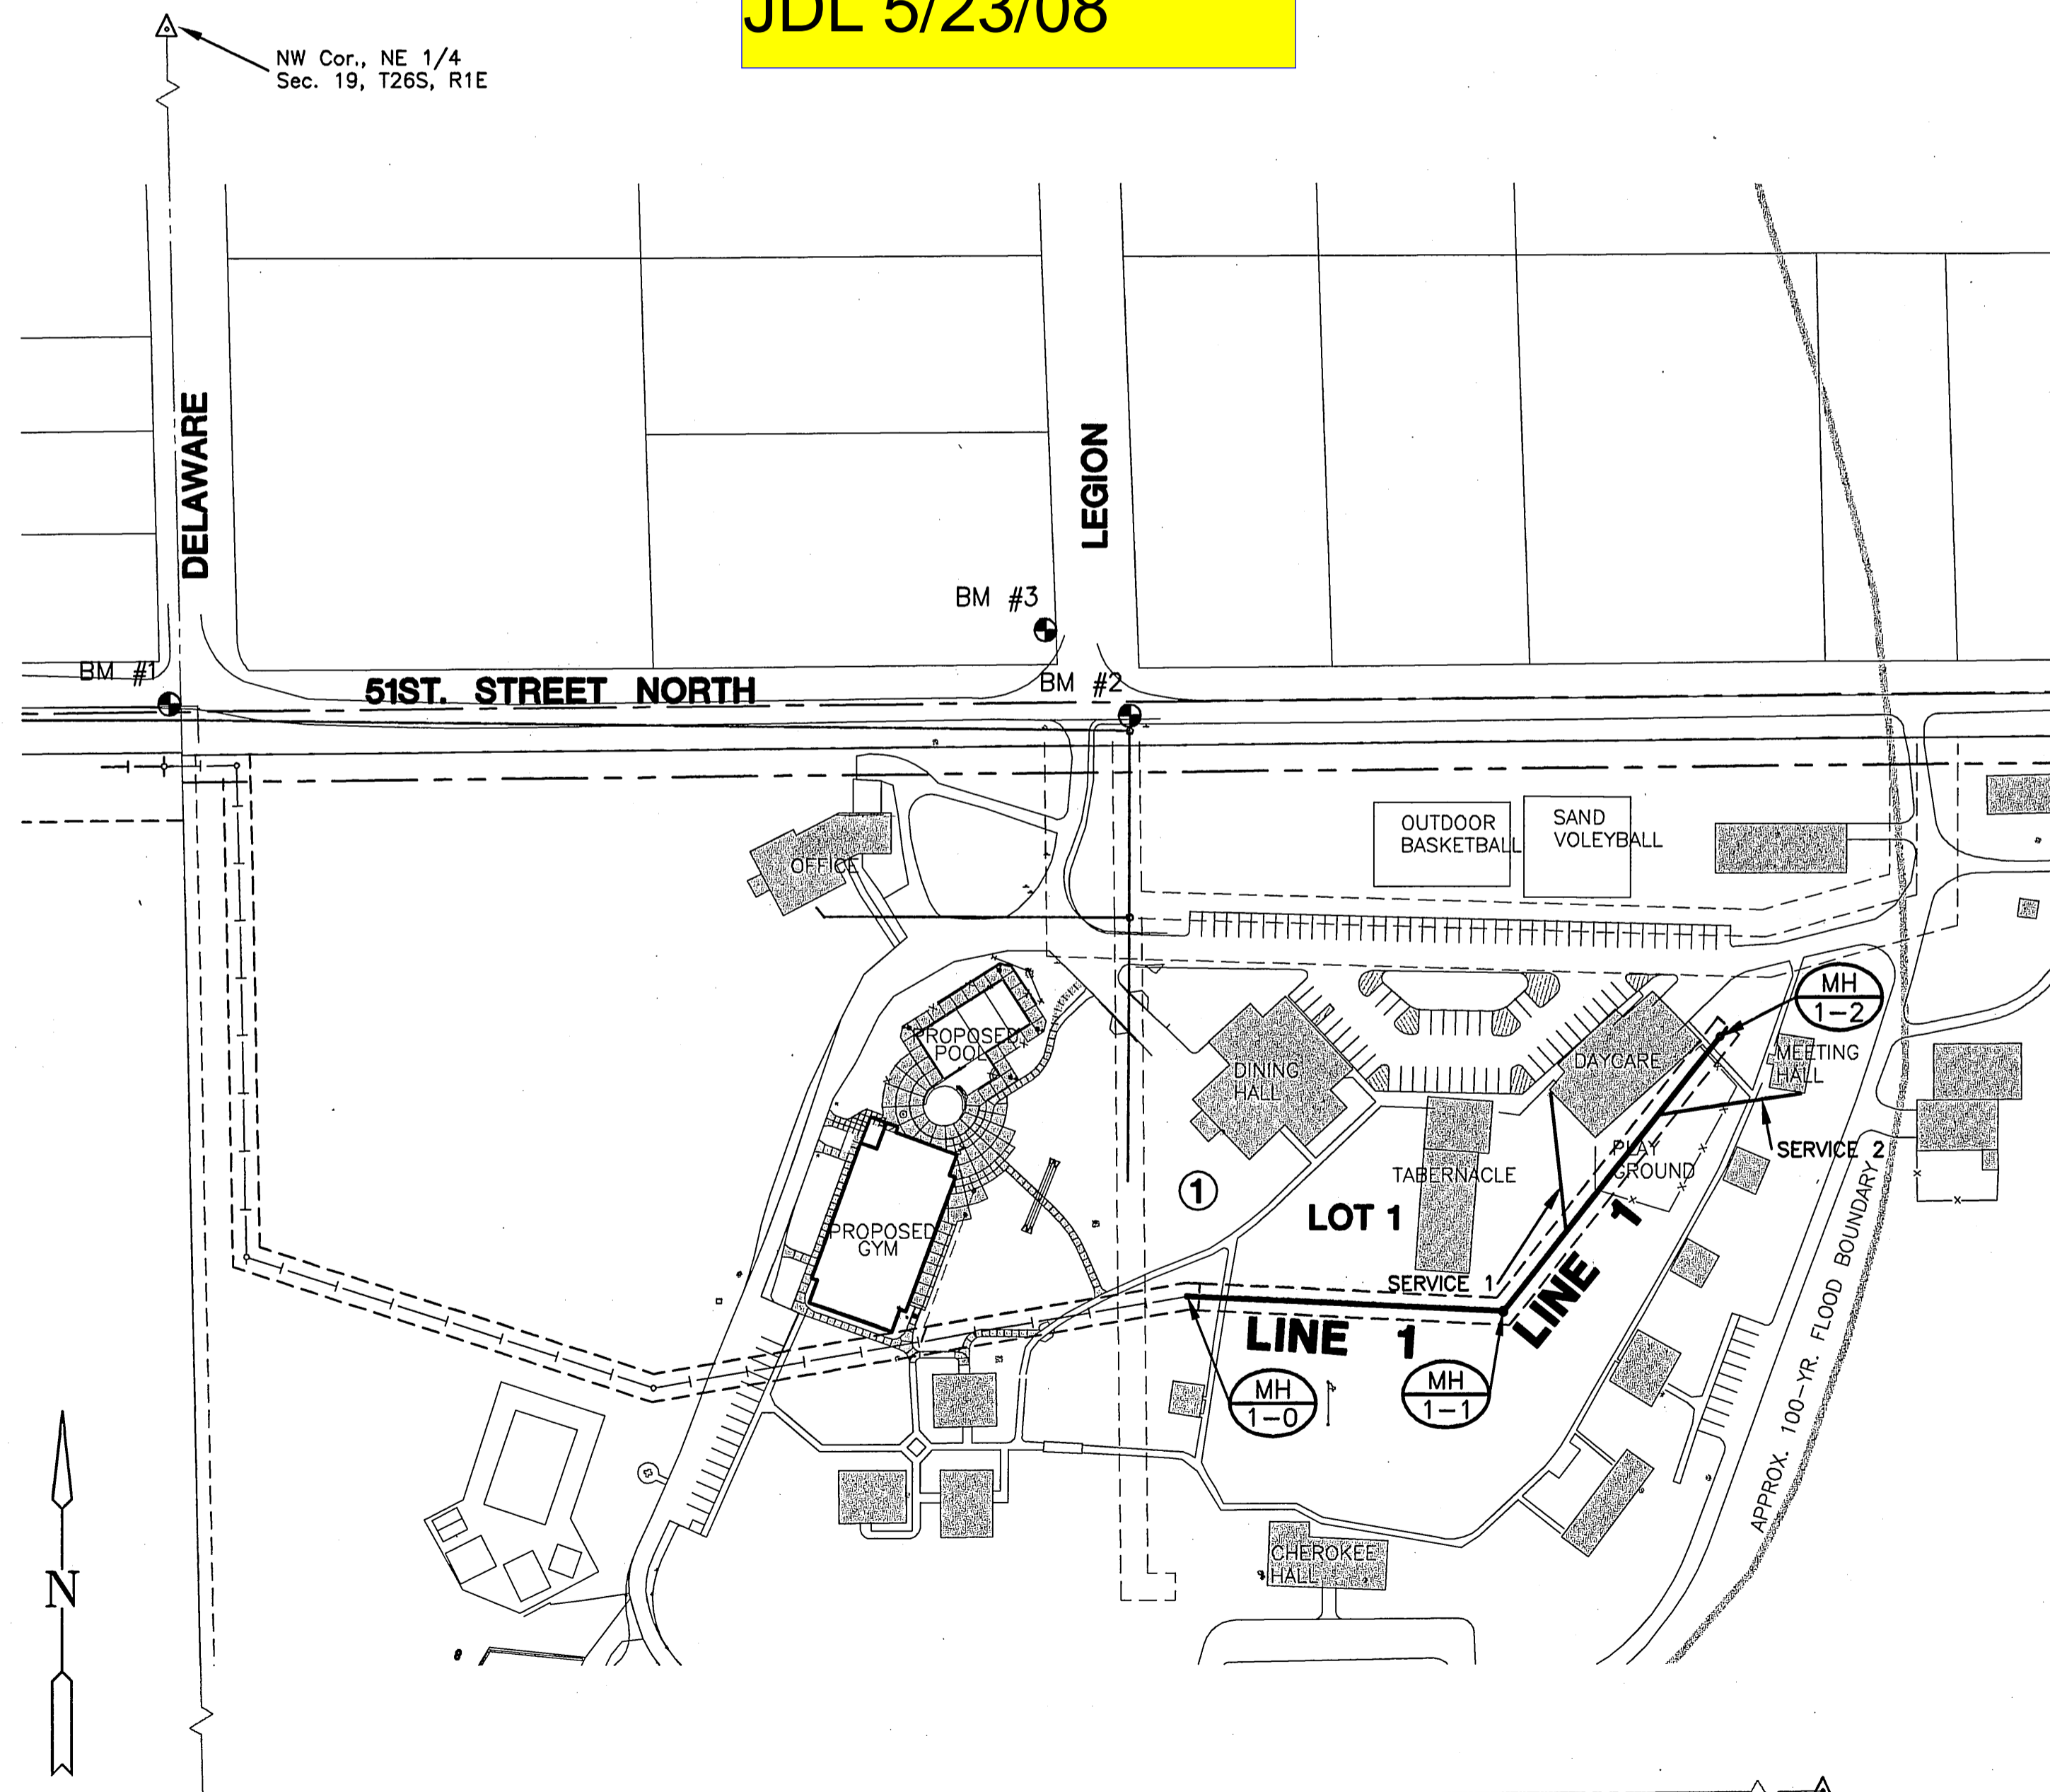 JDL 5/23/08
NW Cor., NE 1/4
Sec. 19, T26S, R1E
DELAWARE
LEGION
BM #3
BM #1
51ST. STREET NORTH
BM #2
OUTDOOR
BASKETBALL
SAND
VOLEYBALL
OFFICE
MH
1-2
PROPOSED
POOL
DINING
HALL
DAYCARE
MEETING
HALL
PLAY
GROUND
SERVICE 2
TABERNACLE
1
LOT 1
PROPOSED
GYM
SERVICE 1
LINE 1
LINE 1
MH
1-0
MH
1-1
APPROX. 100-YR. FLOOD BOUNDARY
CHEROKEE
HALL
N